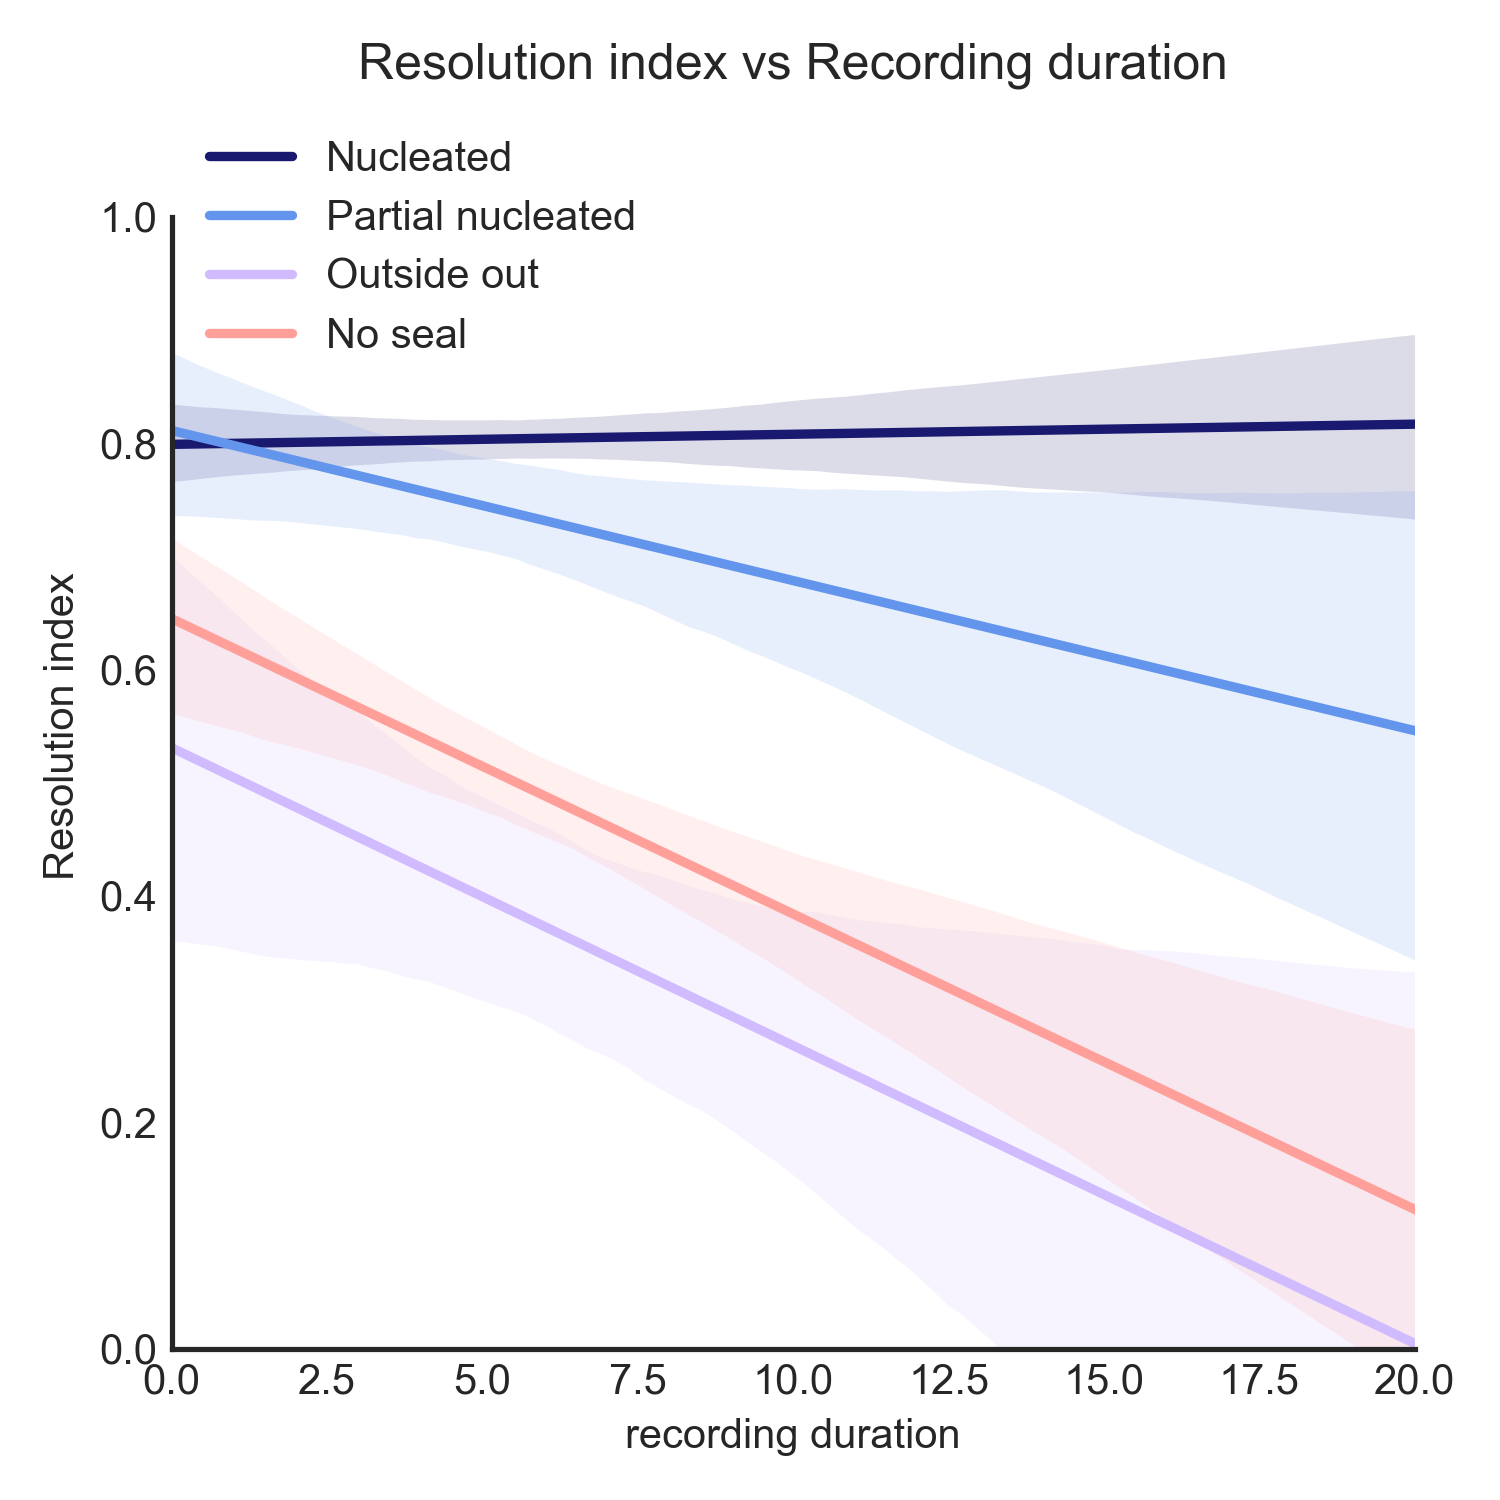 Resolution index vs Recording duration
Nucleated
Partial nucleated
Outside out
No seal
1.0
0.8
0.6
0.4
0.2
0.0
Resolution index
0.0 2.5 5.0 7.5 10.0 12.5 15.0 17.5 20.0
recording duration